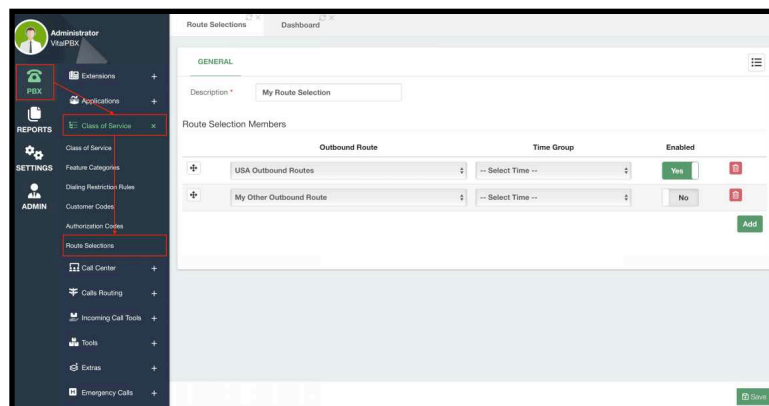 Administrator
VitalPBX
PBX
REPORTS
SETTINGS
ADMIN
Extensions +
Applications +
Class of Service ×
Class of Service
Feature Categories
Dialing Restriction Rules
Customer Codes
Authorization Codes
Route Selections
Call Center +
Calls Routing +
Incoming Call Tools +
Tools +
Extras +
Emergency Calls +
Route Selections ×
Dashboard ×
GENERAL
Description * My Route Selection
Route Selection Members
Outbound Route Time Group Enabled
USA Outbound Routes -- Select Time -- Yes
My Other Outbound Route -- Select Time -- No
Add
Save